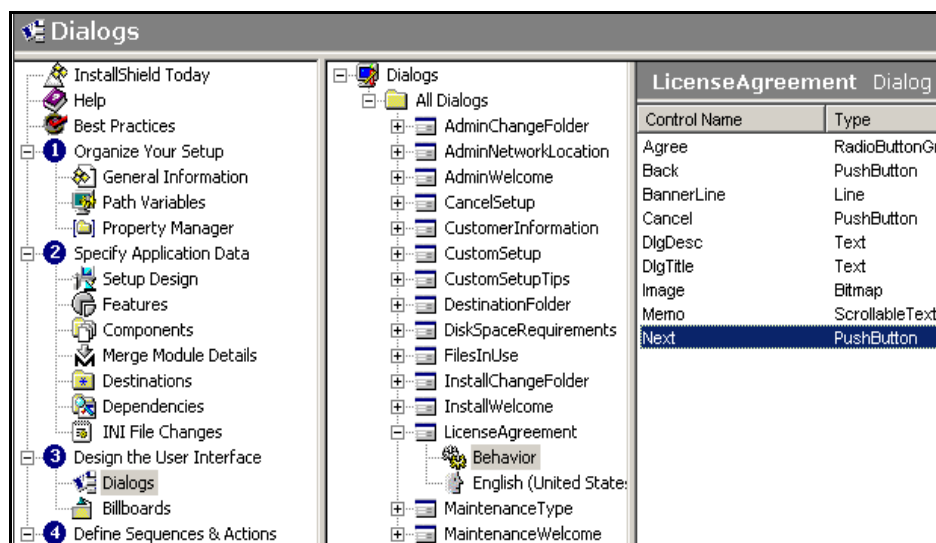 Dialogs
InstallShield Today
Help
Best Practices
1 Organize Your Setup
General Information
Path Variables
Property Manager
2 Specify Application Data
Setup Design
Features
Components
Merge Module Details
Destinations
Dependencies
INI File Changes
3 Design the User Interface
Dialogs
Billboards
4 Define Sequences & Actions
Dialogs
All Dialogs
AdminChangeFolder
AdminNetworkLocation
AdminWelcome
CancelSetup
CustomerInformation
CustomSetup
CustomSetupTips
DestinationFolder
DiskSpaceRequirements
FilesInUse
InstallChangeFolder
InstallWelcome
LicenseAgreement
Behavior
English (United State
MaintenanceType
MaintenanceWelcome
LicenseAgreement Dialog
Control Name Type
Agree RadioButtonGr
Back PushButton
BannerLine Line
Cancel PushButton
DlgDesc Text
DlgTitle Text
Image Bitmap
Memo ScrollableText
Next PushButton